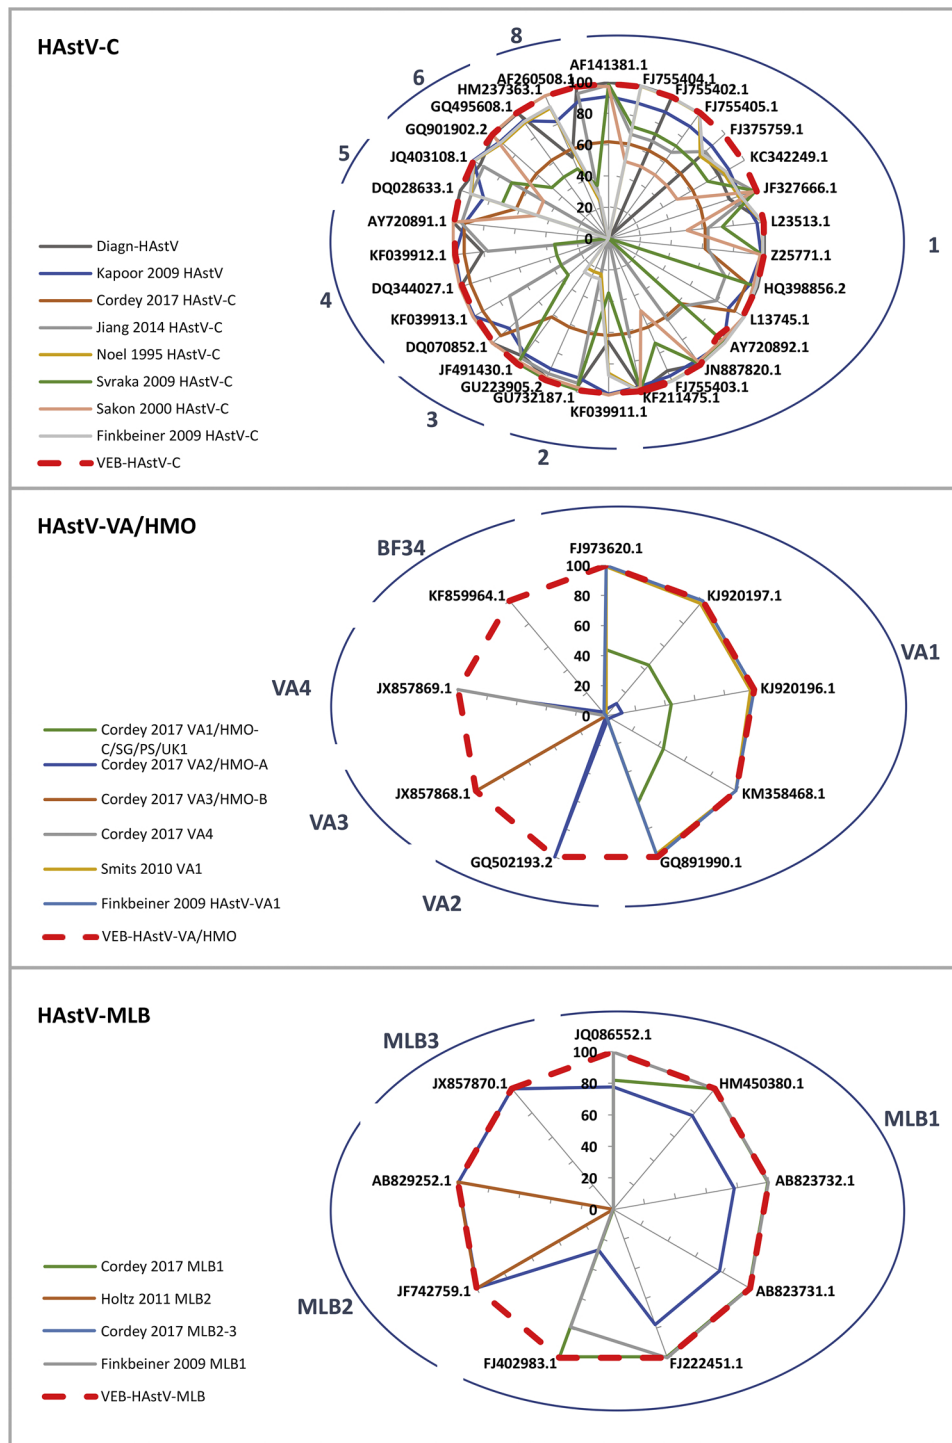 HAstV-C
8
6
5
4
3
2
1
AF141381.1
FJ755404.1
FJ755402.1
FJ755405.1
FJ375759.1
KC342249.1
JF327666.1
L23513.1
Z25771.1
HQ398856.2
L13745.1
AY720892.1
JN887820.1
FJ755403.1
KF211475.1
KF039911.1
GU732187.1
GU223905.2
JF491430.1
DQ070852.1
KF039913.1
DQ344027.1
KF039912.1
AY720891.1
DQ028633.1
JQ403108.1
GQ901902.2
GQ495608.1
HM237363.1
AF260508.1
100
80
60
40
20
0
Diagn-HAstV
Kapoor 2009 HAstV
Cordey 2017 HAstV-C
Jiang 2014 HAstV-C
Noel 1995 HAstV-C
Svraka 2009 HAstV-C
Sakon 2000 HAstV-C
Finkbeiner 2009 HAstV-C
VEB-HAstV-C
HAstV-VA/HMO
BF34
VA4
VA3
VA2
VA1
FJ973620.1
KJ920197.1
KJ920196.1
KM358468.1
GQ891990.1
GQ502193.2
JX857868.1
JX857869.1
KF859964.1
100
80
60
40
20
0
Cordey 2017 VA1/HMO-
C/SG/PS/UK1
Cordey 2017 VA2/HMO-A
Cordey 2017 VA3/HMO-B
Cordey 2017 VA4
Smits 2010 VA1
Finkbeiner 2009 HAstV-VA1
VEB-HAstV-VA/HMO
HAstV-MLB
MLB3
MLB2
MLB1
JQ086552.1
HM450380.1
AB823732.1
AB823731.1
FJ222451.1
FJ402983.1
JF742759.1
AB829252.1
JX857870.1
100
80
60
40
20
0
Cordey 2017 MLB1
Holtz 2011 MLB2
Cordey 2017 MLB2-3
Finkbeiner 2009 MLB1
VEB-HAstV-MLB